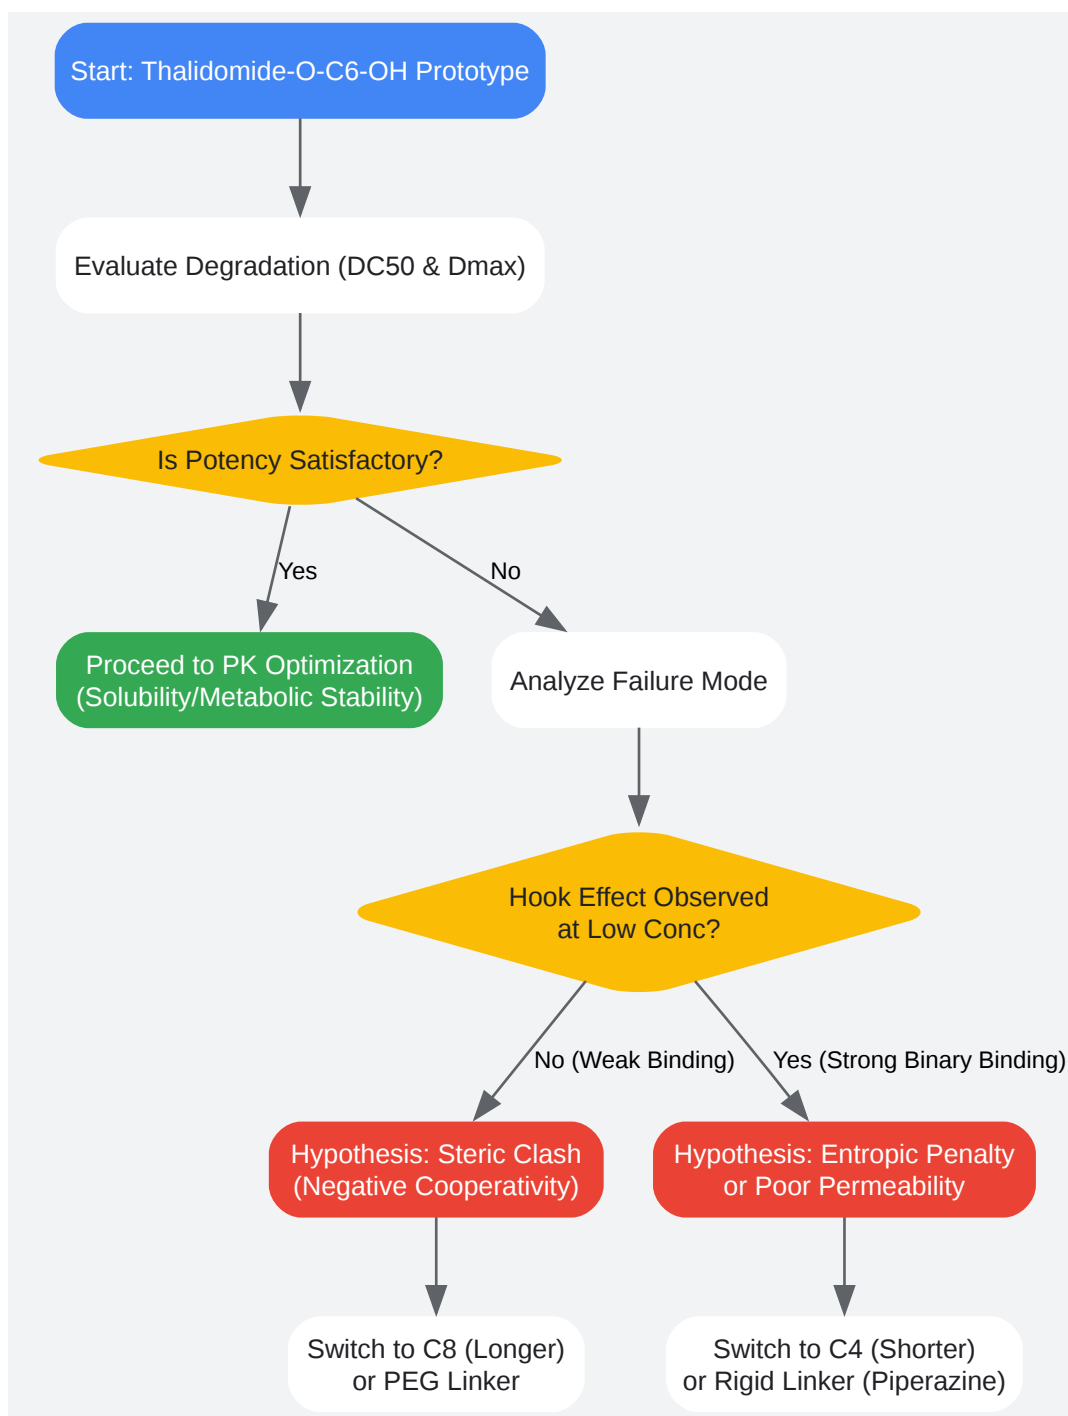 Start: Thalidomide-O-C6-OH Prototype
Evaluate Degradation (DC50 & Dmax)
Is Potency Satisfactory?
Yes
No
Proceed to PK Optimization
(Solubility/Metabolic Stability)
Analyze Failure Mode
Hook Effect Observed
at Low Conc?
No (Weak Binding)
Yes (Strong Binary Binding)
Hypothesis: Steric Clash
(Negative Cooperativity)
Hypothesis: Entropic Penalty
or Poor Permeability
Switch to C8 (Longer)
or PEG Linker
Switch to C4 (Shorter)
or Rigid Linker (Piperazine)